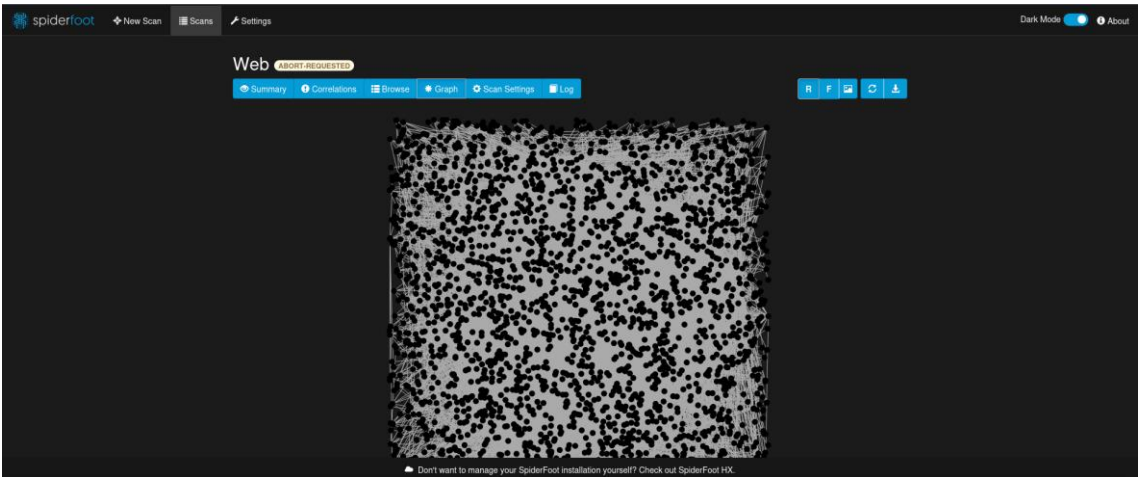 spiderfoot New Scan Scans Settings Dark Mode About
Web ABORT-REQUESTED
Summary Correlations Browse Graph Scan Settings Log R F
Don't want to manage your SpiderFoot installation yourself? Check out SpiderFoot HX.